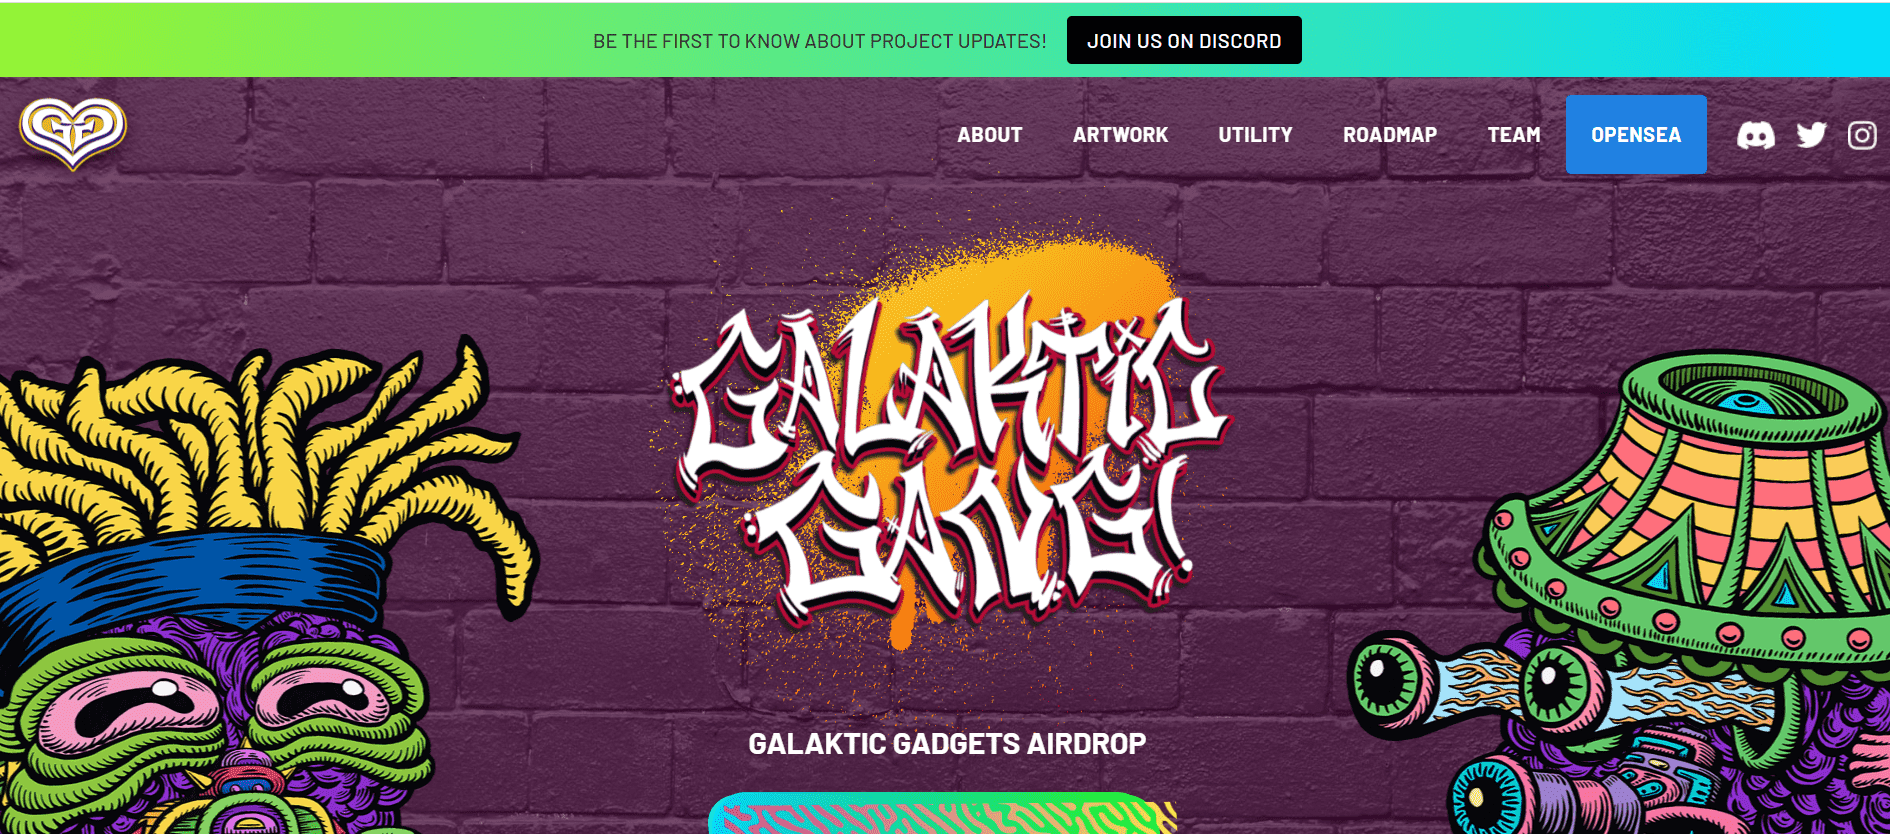 BE THE FIRST TO KNOW ABOUT PROJECT UPDATES!
JOIN US ON DISCORD
GG
ABOUT
ARTWORK
UTILITY
ROADMAP
TEAM
OPENSEA
GALAKTIC
GANG!
GALAKTIC GADGETS AIRDROP